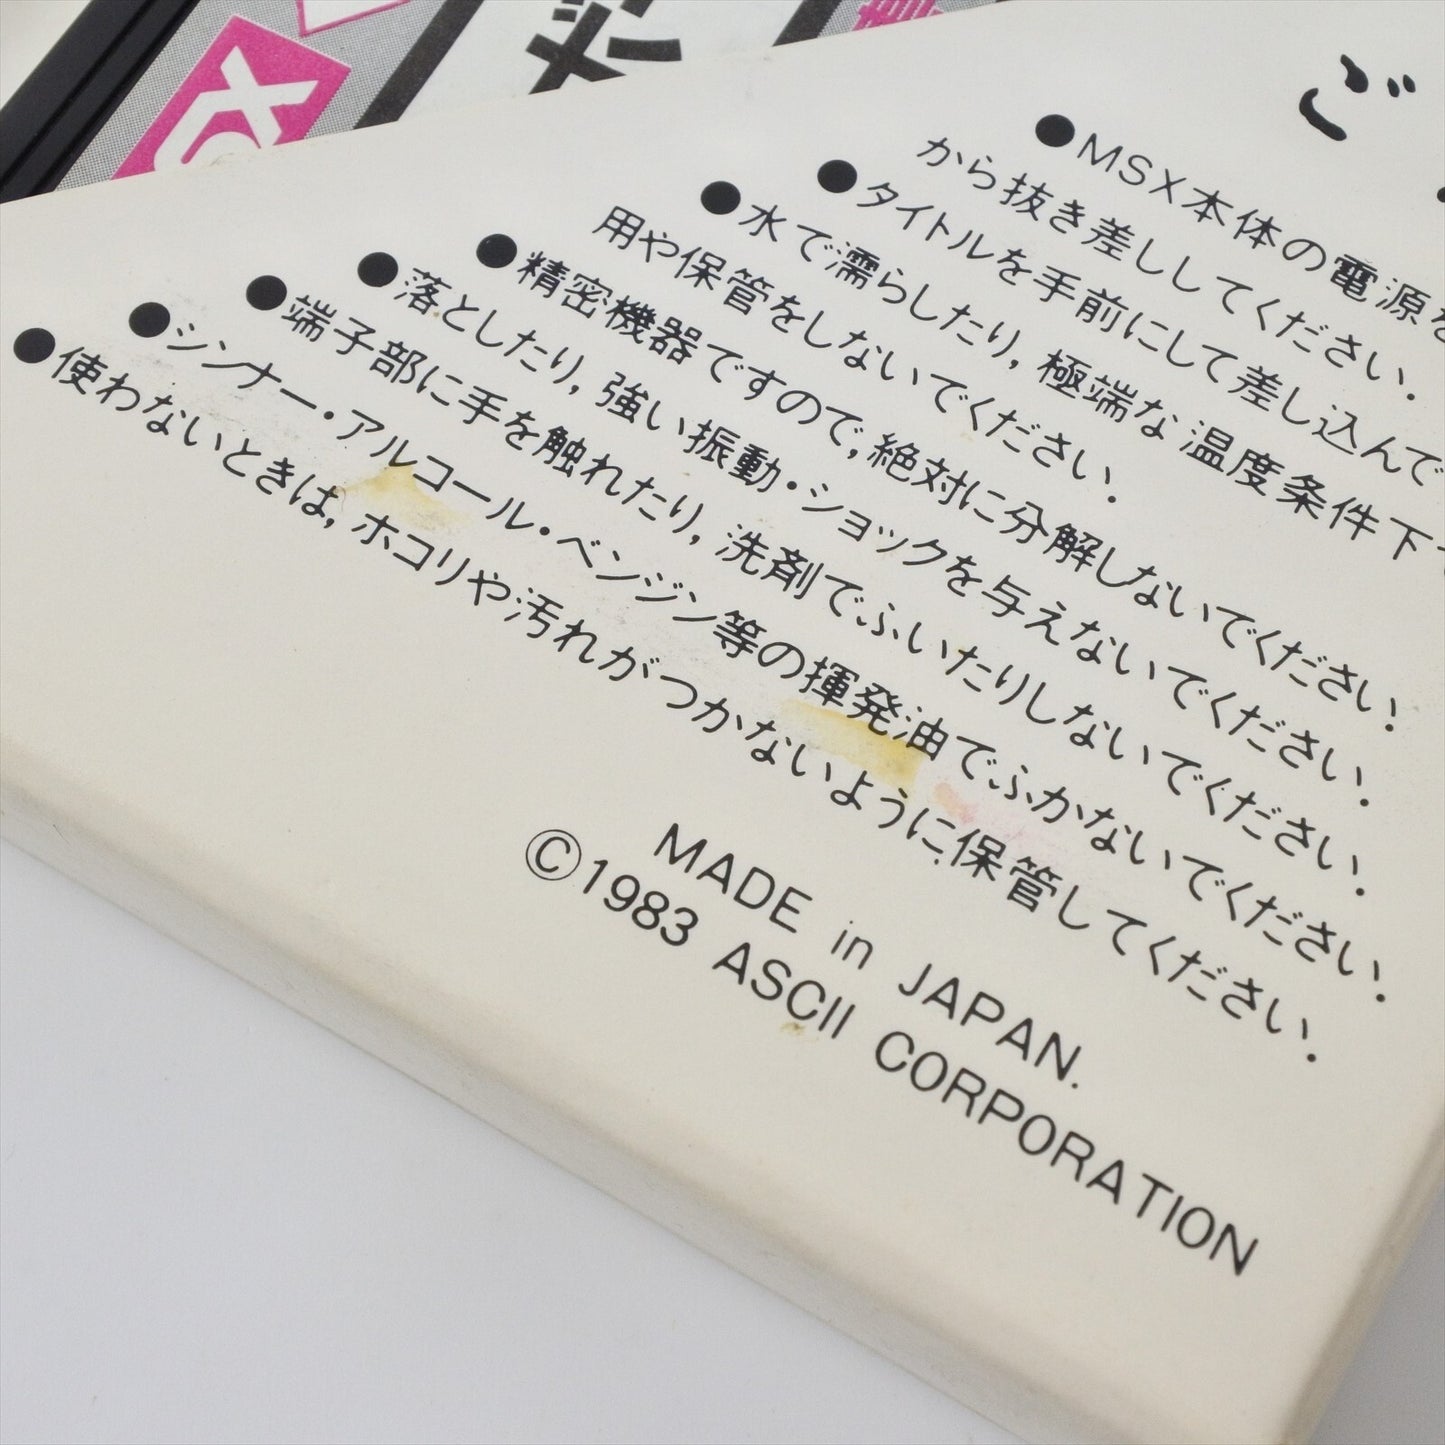 ご
●MSX本体の電源を
から抜き差ししてください.
●タイトルを手前にして差し込んで
●水で濡らしたり, 極端な温度条件下で
用や保管をしないでください.
●精密機器ですので, 絶対に分解しないでください!
●落としたり, 強い振動・ショックを与えないでください.
●端子部に手を触れたり, 洗剤でふいたりしないでください.
●シンナー・アルコール・ベンジン等の揮発油でふかないでください.
●使わないときは, ホコリや汚れがつかないように保管してください.
MADE in JAPAN.
©1983 ASCII CORPORATION